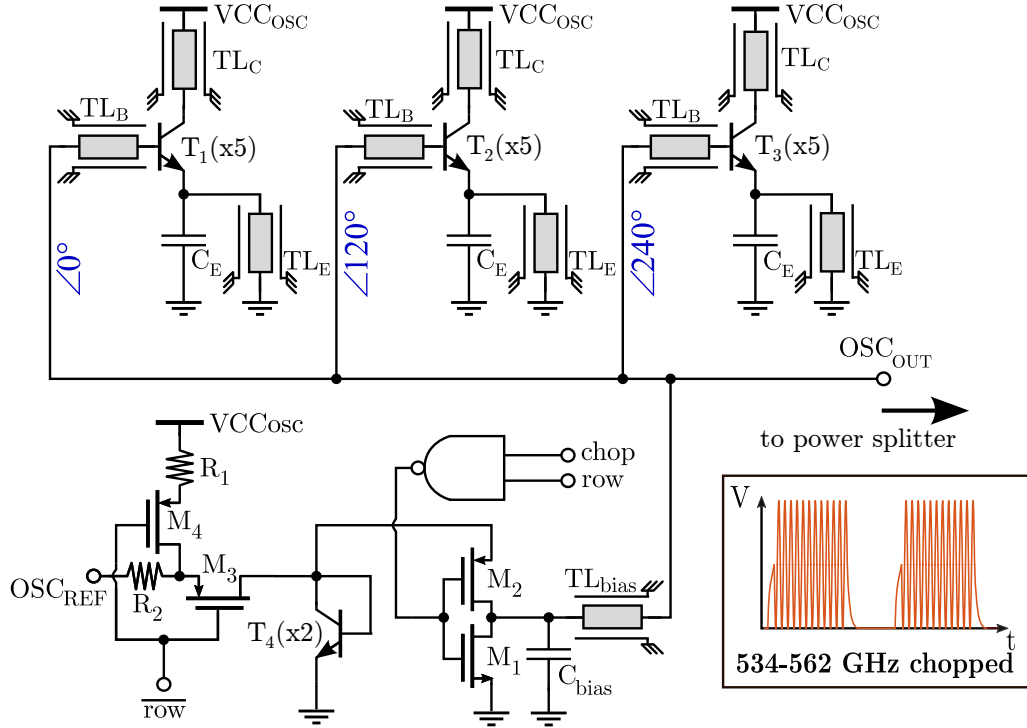 VCC_OSC VCC_OSC VCC_OSC
TL_C TL_C TL_C
TL_B TL_B TL_B
T_1(x5) T_2(x5) T_3(x5)
C_E TL_E C_E TL_E C_E TL_E
∠0° ∠120° ∠240°
OSC_OUT
to power splitter
VCCosc
R_1
M_4
OSC_REF
R_2
M_3
T_4(x2)
row
chop
row
M_2
M_1
TL_bias
C_bias
V
t
534-562 GHz chopped